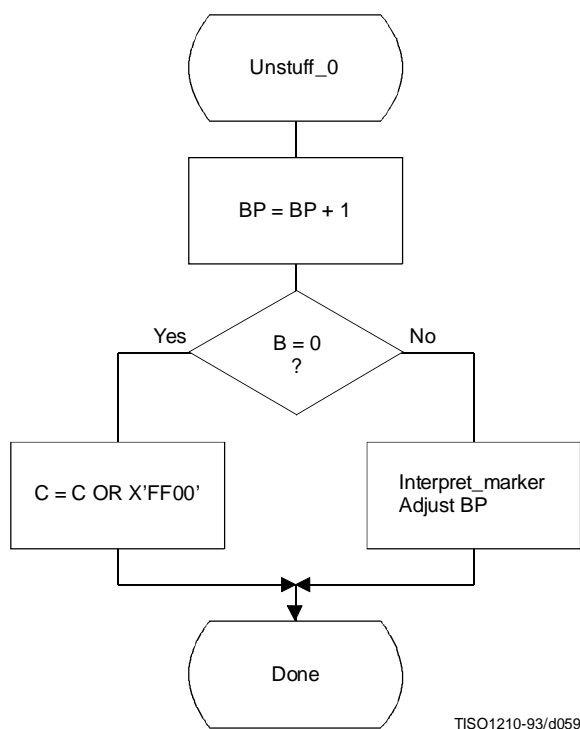 Unstuff_0
BP = BP + 1
Yes
B = 0
?
No
C = C OR X’FF00’
Interpret_marker
Adjust BP
Done
TISO1210-93/d059